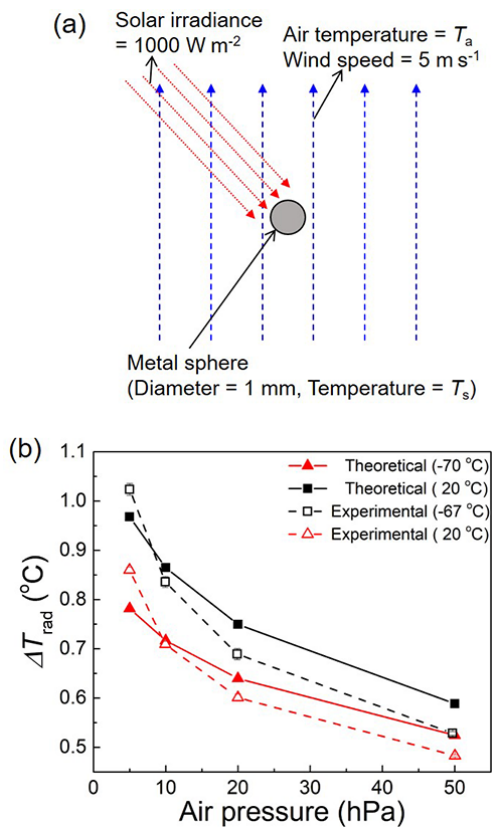 (a)
Solar irradiance
= 1000 W m⁻²
Air temperature = Tₐ
Wind speed = 5 m s⁻¹
Metal sphere
(Diameter = 1 mm, Temperature = Tₛ)
(b)
Theoretical (-70 °C)
Theoretical ( 20 °C)
Experimental (-67 °C)
Experimental ( 20 °C)
1.1
1.0
0.9
0.8
0.7
0.6
0.5
ΔT_rad (°C)
0 10 20 30 40 50
Air pressure (hPa)